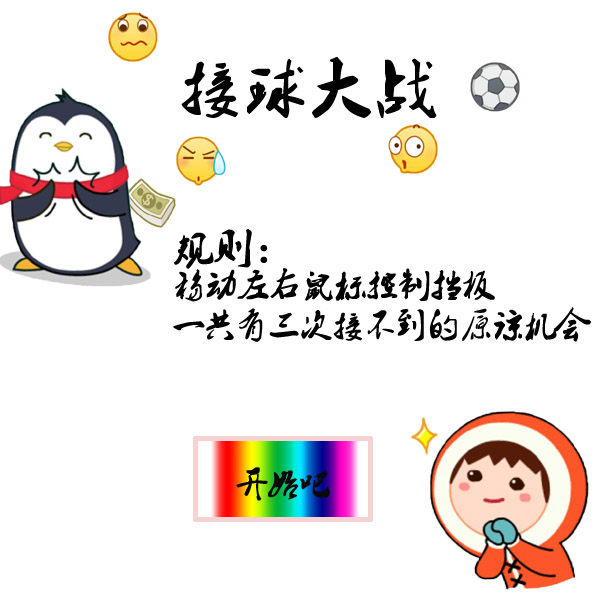 接球大战
规则：
移动左右鼠标控制挡板
一共有三次接不到的原谅机会
开始吧